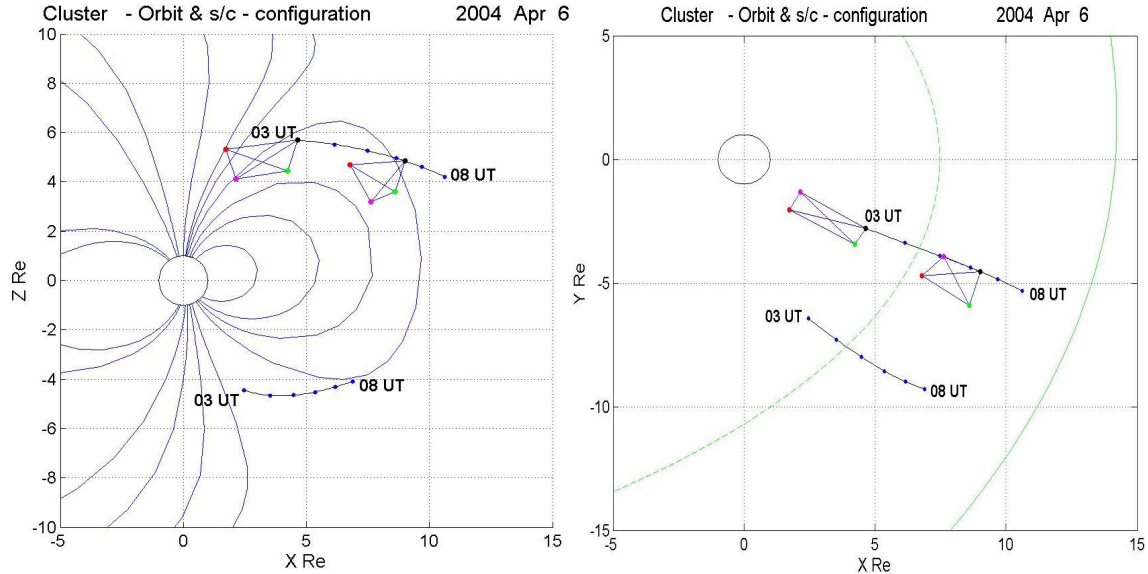 Cluster - Orbit & s/c - configuration 2004 Apr 6
10
8
6
4
2
0
-2
-4
-6
-8
-10
Z Re
03 UT
08 UT
03 UT
08 UT
-5 0 5 10 15
X Re
Cluster - Orbit & s/c - configuration 2004 Apr 6
5
0
-5
-10
-15
Y Re
03 UT
08 UT
03 UT
08 UT
-5 0 5 10 15
X Re